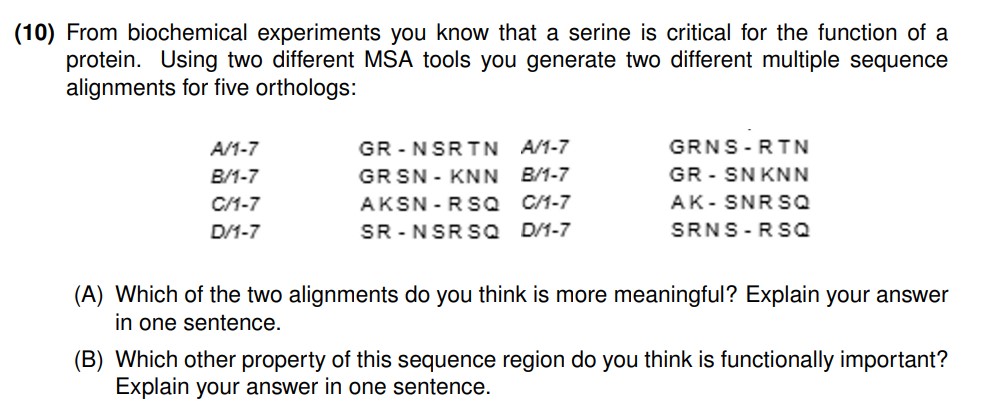 (10) From biochemical experiments you know that a serine is critical for the function of a
protein. Using two different MSA tools you generate two different multiple sequence
alignments for five orthologs:
A/1-7 GR-NSRTN A/1-7 GRNS-RTN
B/1-7 GRSN-KNN B/1-7 GR-SNKNN
C/1-7 AKSN-RSQ C/1-7 AK-SNRSQ
D/1-7 SR-NSRSQ D/1-7 SRNS-RSQ
(A) Which of the two alignments do you think is more meaningful? Explain your answer
in one sentence.
(B) Which other property of this sequence region do you think is functionally important?
Explain your answer in one sentence.